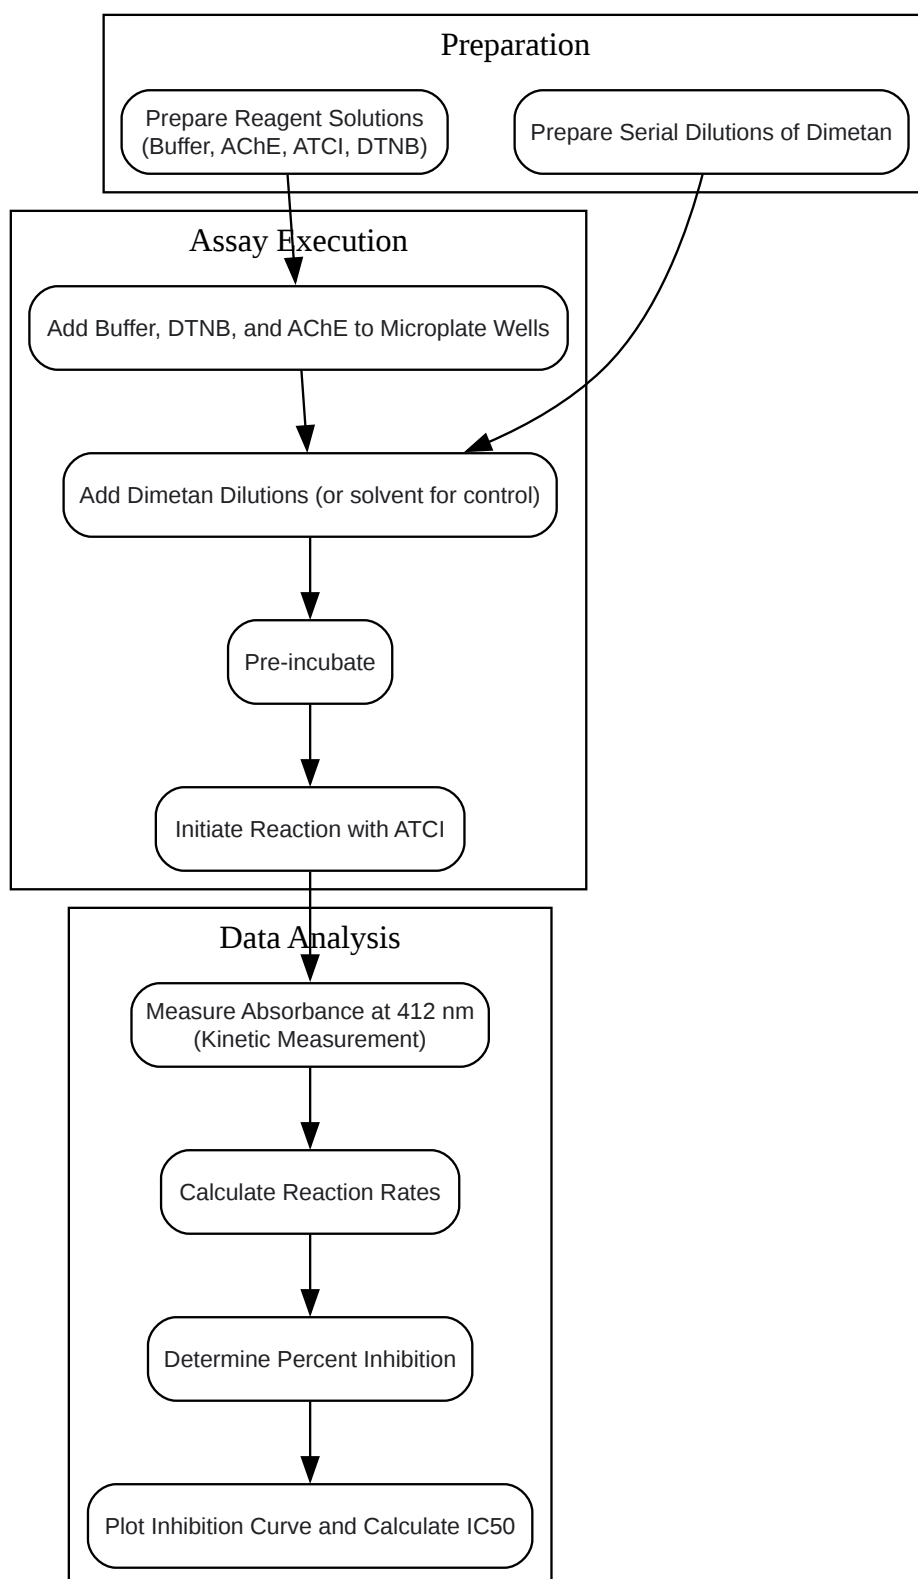 Preparation
Prepare Reagent Solutions
(Buffer, AChE, ATCI, DTNB)
Prepare Serial Dilutions of Dimetan
Assay Execution
Add Buffer, DTNB, and AChE to Microplate Wells
Add Dimetan Dilutions (or solvent for control)
Pre-incubate
Initiate Reaction with ATCI
Data Analysis
Measure Absorbance at 412 nm
(Kinetic Measurement)
Calculate Reaction Rates
Determine Percent Inhibition
Plot Inhibition Curve and Calculate IC50